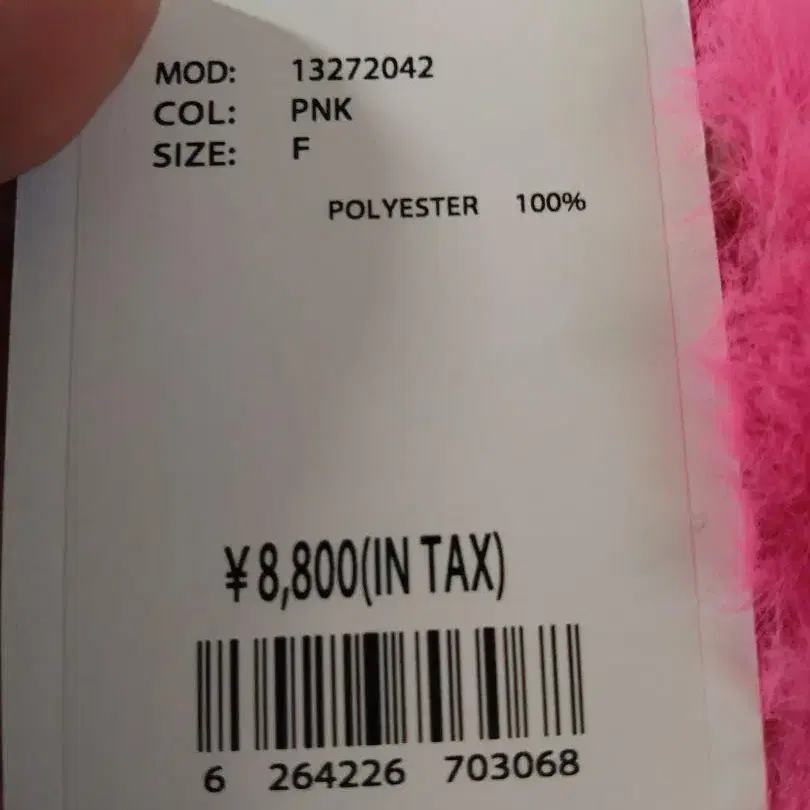 MOD: 13272042
COL: PNK
SIZE: F
POLYESTER 100%
¥8,800(IN TAX)
6 264226 703068